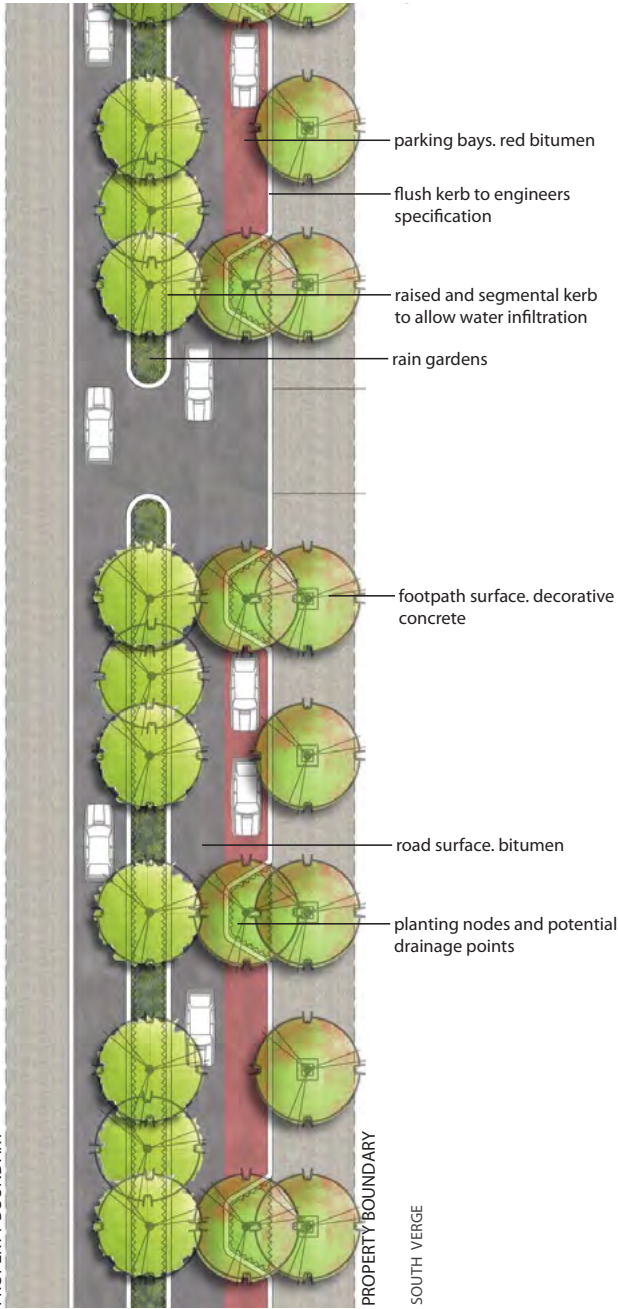 parking bays. red bitumen
flush kerb to engineers
specification
raised and segmental kerb
to allow water infiltration
rain gardens
footpath surface. decorative
concrete
road surface. bitumen
planting nodes and potential
drainage points
PROPERTY BOUNDARY
SOUTH VERGE